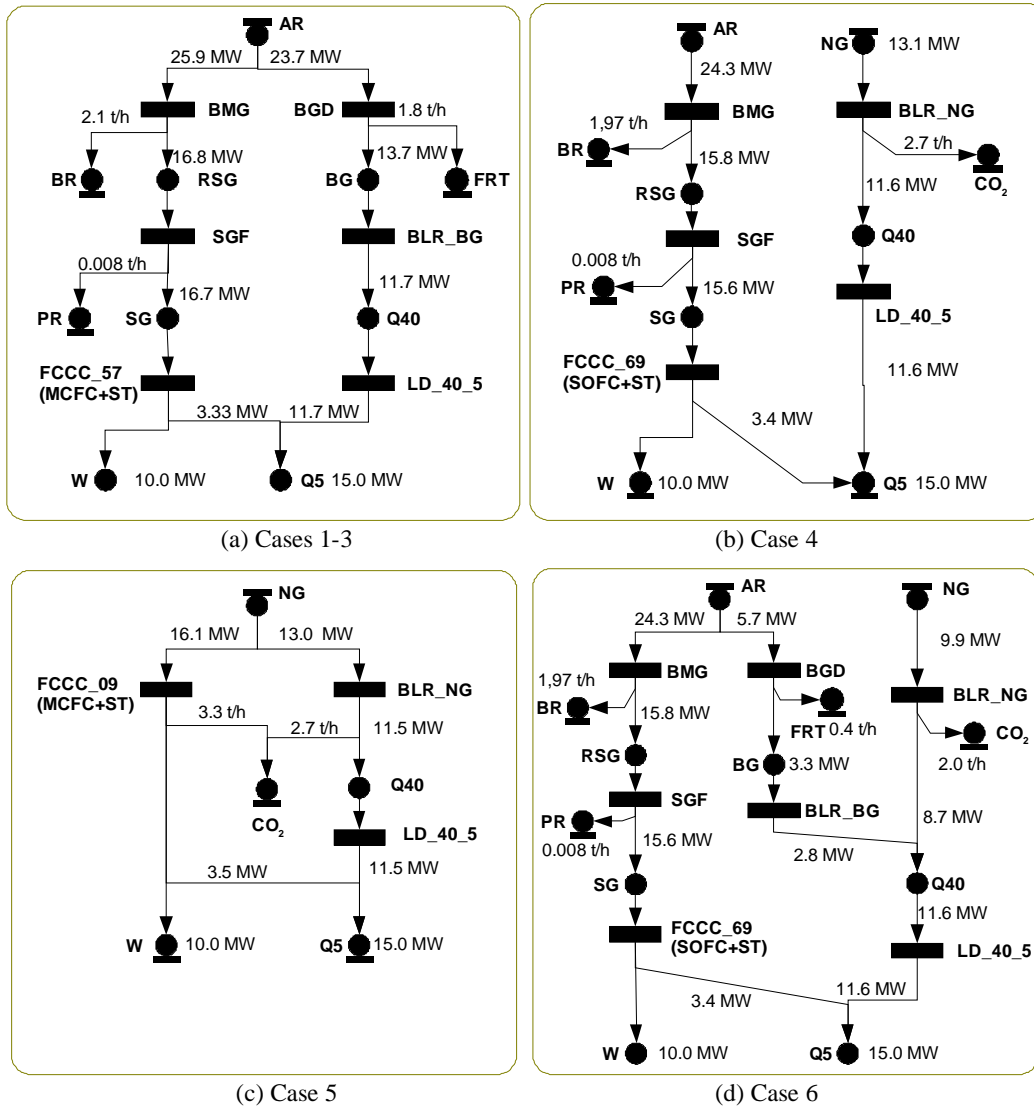 AR
25.9 MW
23.7 MW
BMG
BGD
2.1 t/h
1.8 t/h
16.8 MW
13.7 MW
BR
RSG
BG
FRT
SGF
BLR_BG
0.008 t/h
16.7 MW
11.7 MW
PR
SG
Q40
FCCC_57
(MCFC+ST)
LD_40_5
3.33 MW
11.7 MW
W
10.0 MW
Q5
15.0 MW
(a) Cases 1-3
AR
NG
13.1 MW
24.3 MW
BMG
BLR_NG
1,97 t/h
2.7 t/h
BR
15.8 MW
CO2
RSG
11.6 MW
SGF
Q40
0.008 t/h
PR
15.6 MW
SG
LD_40_5
FCCC_69
(SOFC+ST)
11.6 MW
3.4 MW
W
10.0 MW
Q5
15.0 MW
(b) Case 4
NG
16.1 MW
13.0 MW
FCCC_09
(MCFC+ST)
BLR_NG
3.3 t/h
2.7 t/h
11.5 MW
Q40
CO2
LD_40_5
3.5 MW
11.5 MW
W
10.0 MW
Q5
15.0 MW
(c) Case 5
AR
NG
24.3 MW
5.7 MW
9.9 MW
BMG
BGD
1,97 t/h
BLR_NG
BR
15.8 MW
FRT
0.4 t/h
CO2
RSG
BG
3.3 MW
2.0 t/h
SGF
PR
BLR_BG
8.7 MW
0.008 t/h
15.6 MW
2.8 MW
SG
Q40
FCCC_69
(SOFC+ST)
11.6 MW
LD_40_5
3.4 MW
11.6 MW
W
10.0 MW
Q5
15.0 MW
(d) Case 6